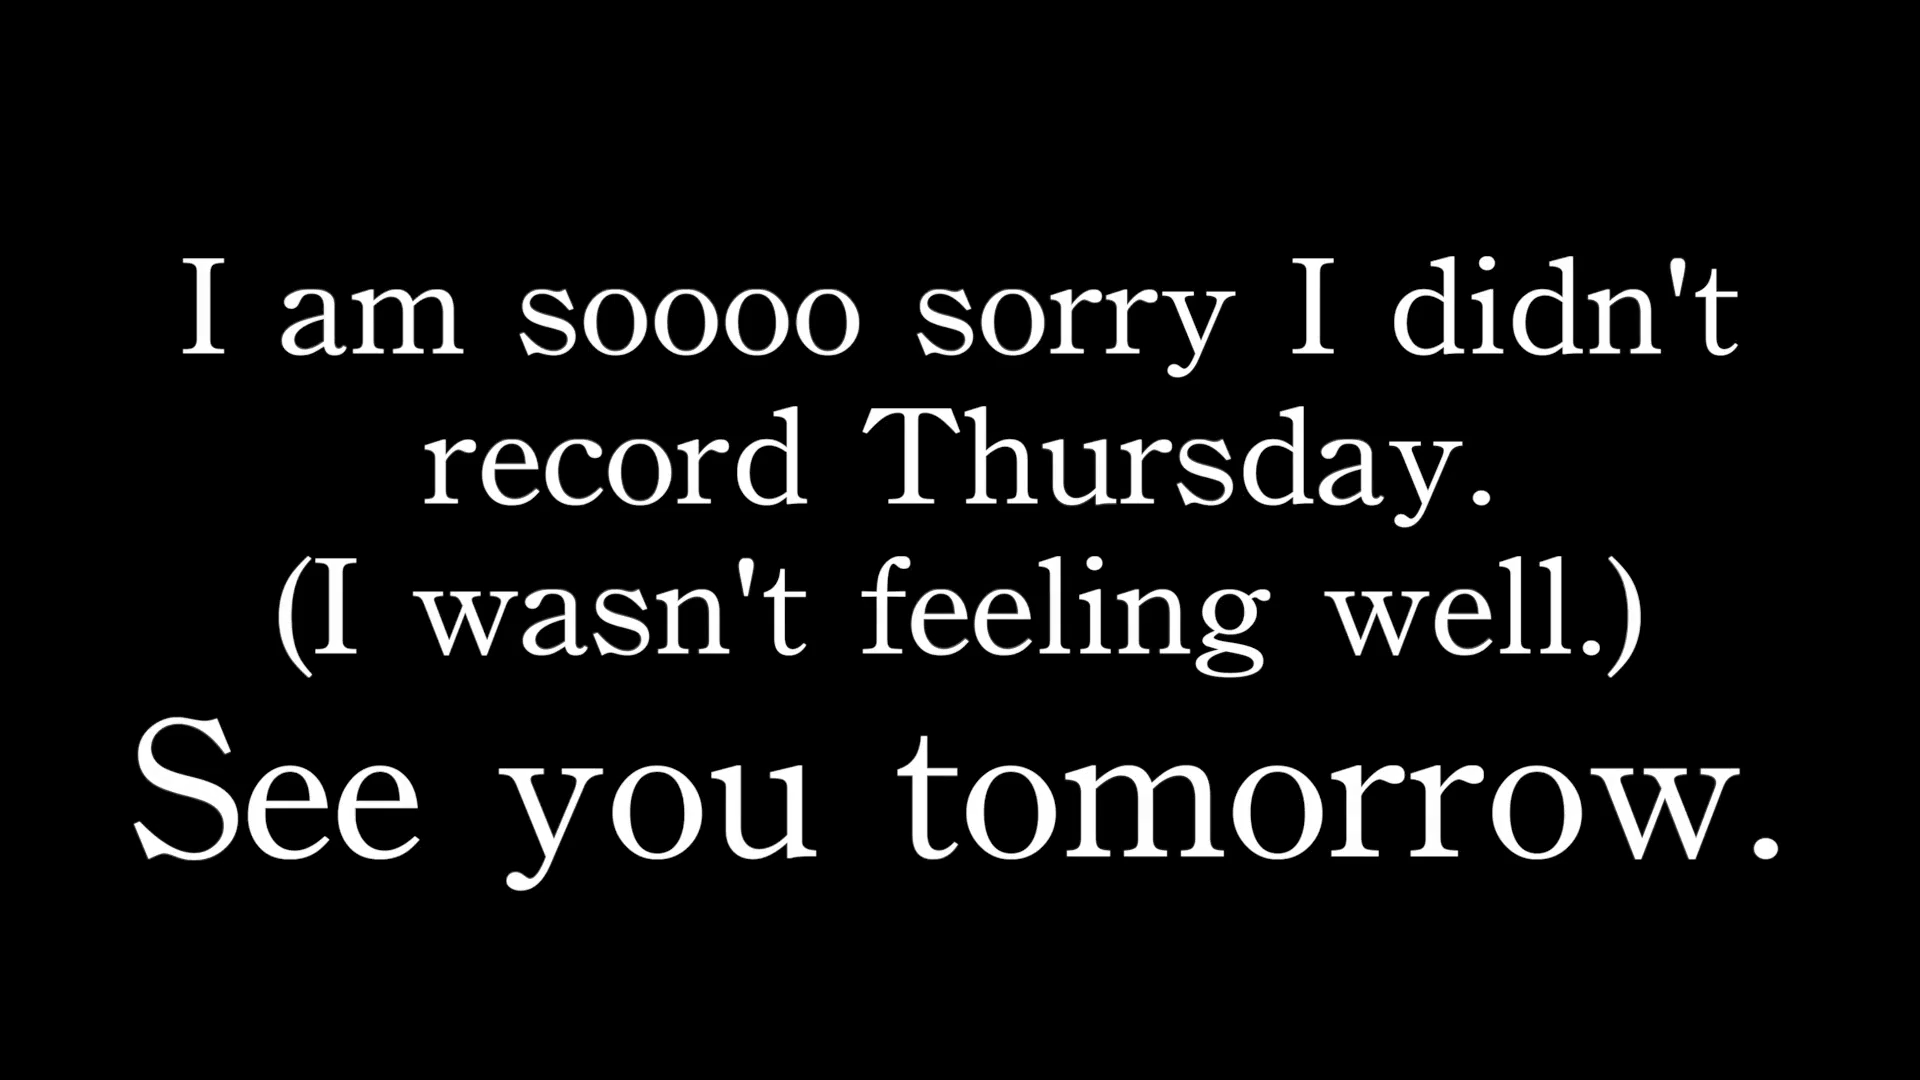 I am soooo sorry I didn't
record Thursday.
(I wasn't feeling well.)
See you tomorrow.